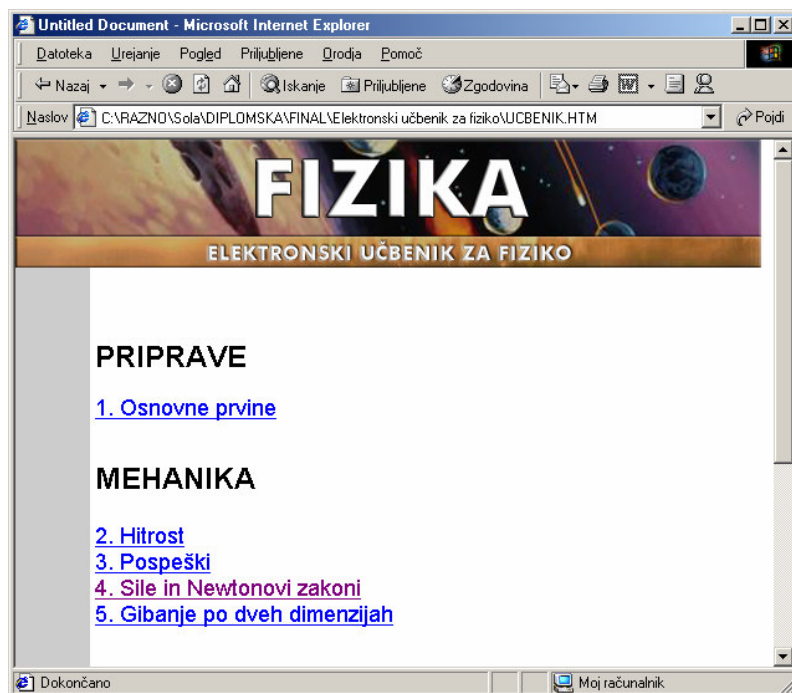 Untitled Document - Microsoft Internet Explorer
Datoteka Urejanje Pogled Priljubljene Orodja Pomoč
Nazaj Iskanje Priljubljene Zgodovina
Naslov C:\RAZNO\Sola\DIPLOMSKA\FINAL\Elektronski učbenik za fiziko\UCBENIK.HTM Pojdi
FIZIKA
ELEKTRONSKI UČBENIK ZA FIZIKO
PRIPRAVE
1. Osnovne prvine
MEHANIKA
2. Hitrost
3. Pospeški
4. Sile in Newtonovi zakoni
5. Gibanje po dveh dimenzijah
Dokončano Moj računalnik